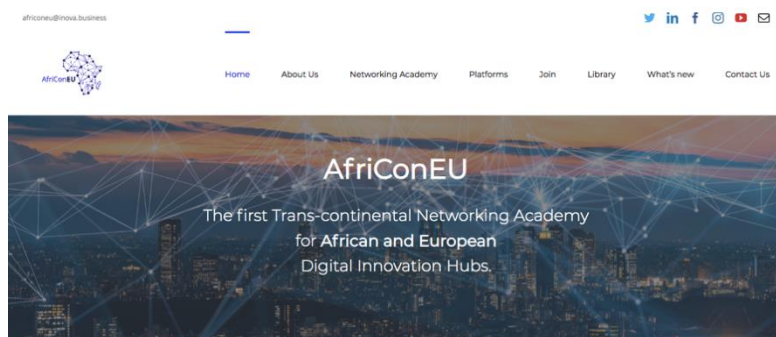 africoneu@inova.business
AfriConEU
Home About Us Networking Academy Platforms Join Library What's new Contact Us
AfriConEU
The first Trans-continental Networking Academy
for African and European
Digital Innovation Hubs.